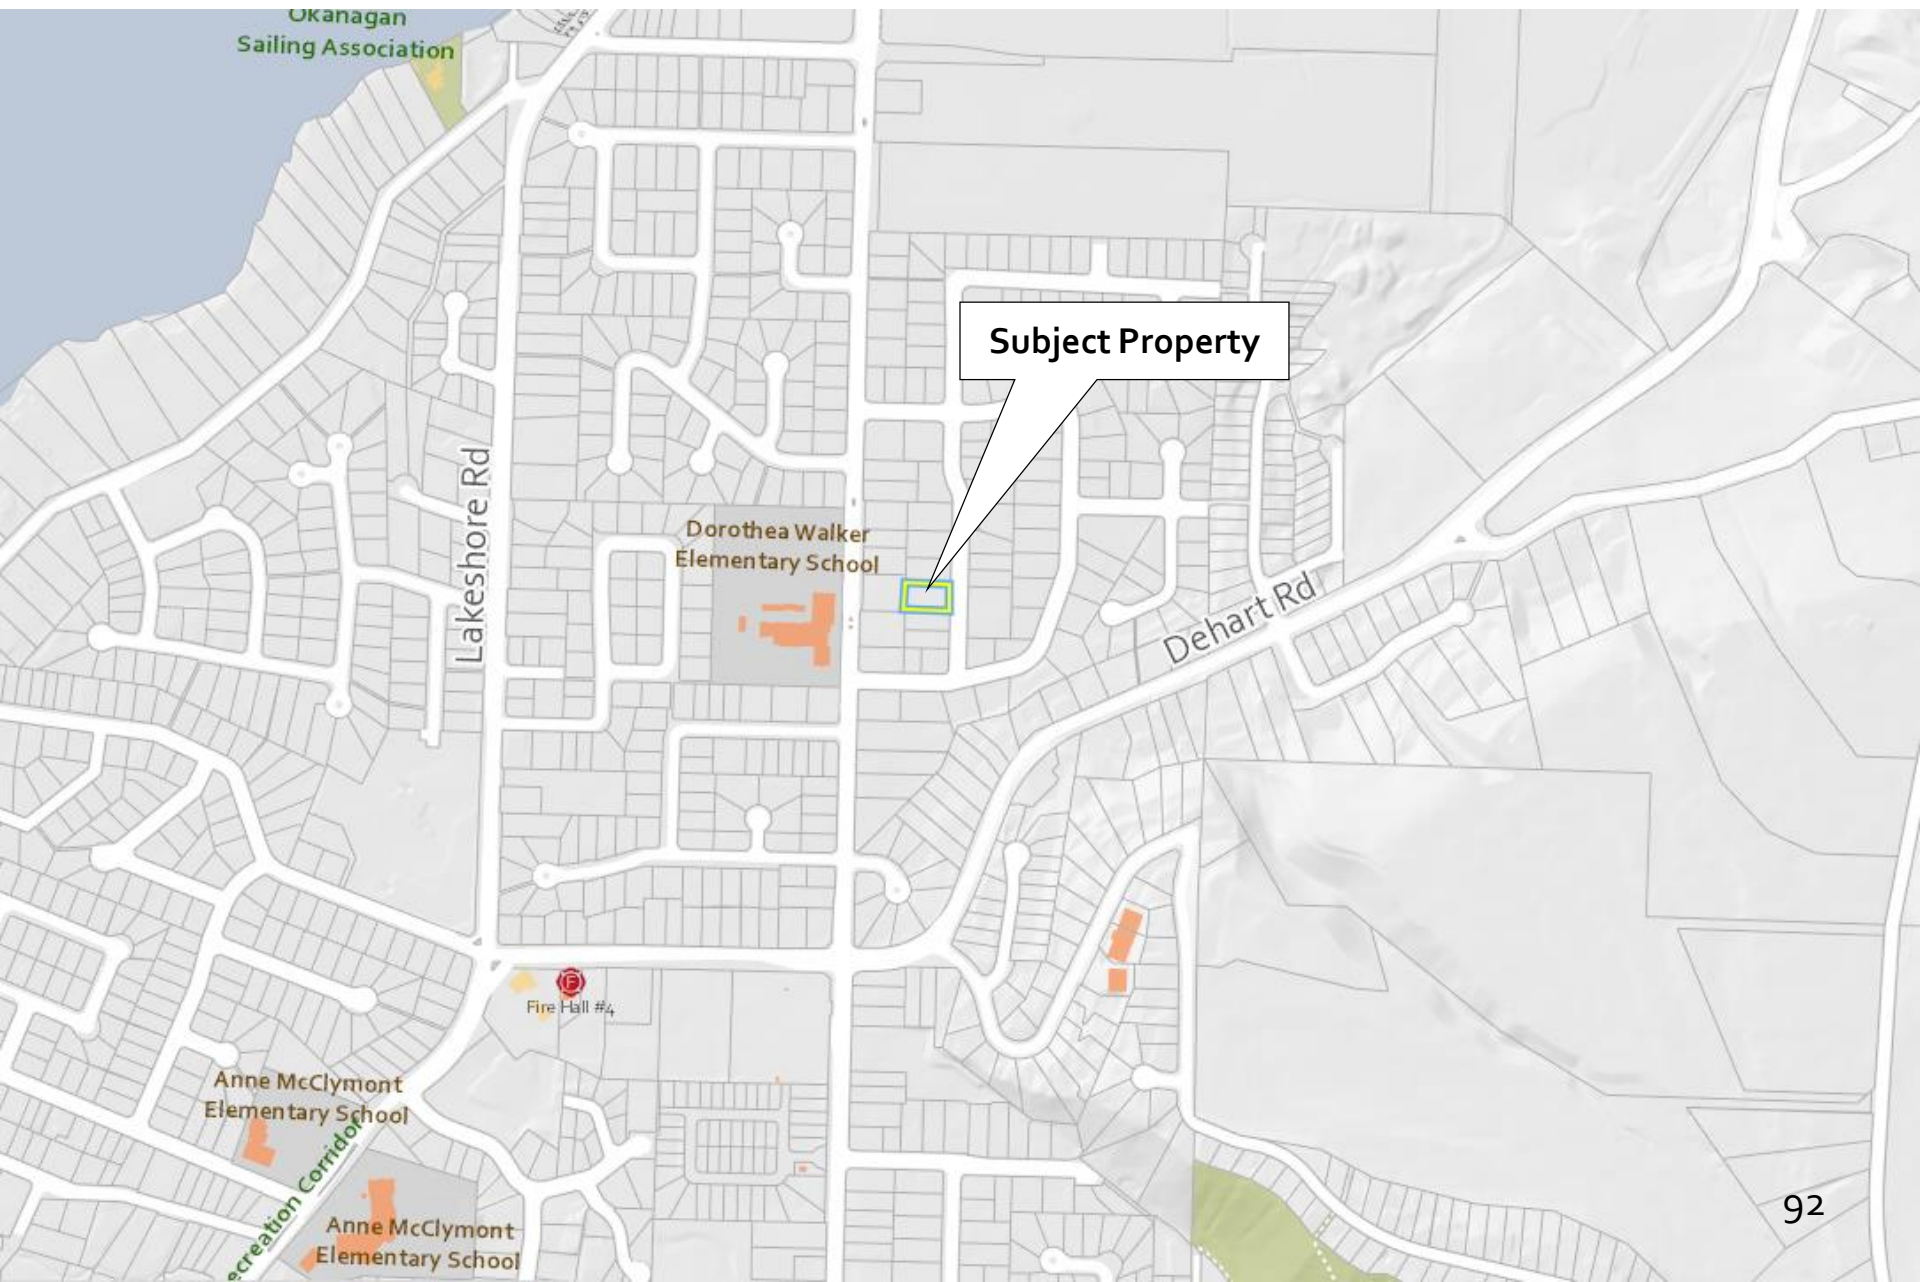 Okanagan
Sailing Association
Subject Property
Lakeshore Rd
Dorothea Walker
Elementary School
Dehart Rd
F
Fire Hall #4
Anne McClymont
Elementary School
ecreation Corridor
Anne McClymont
Elementary School
92